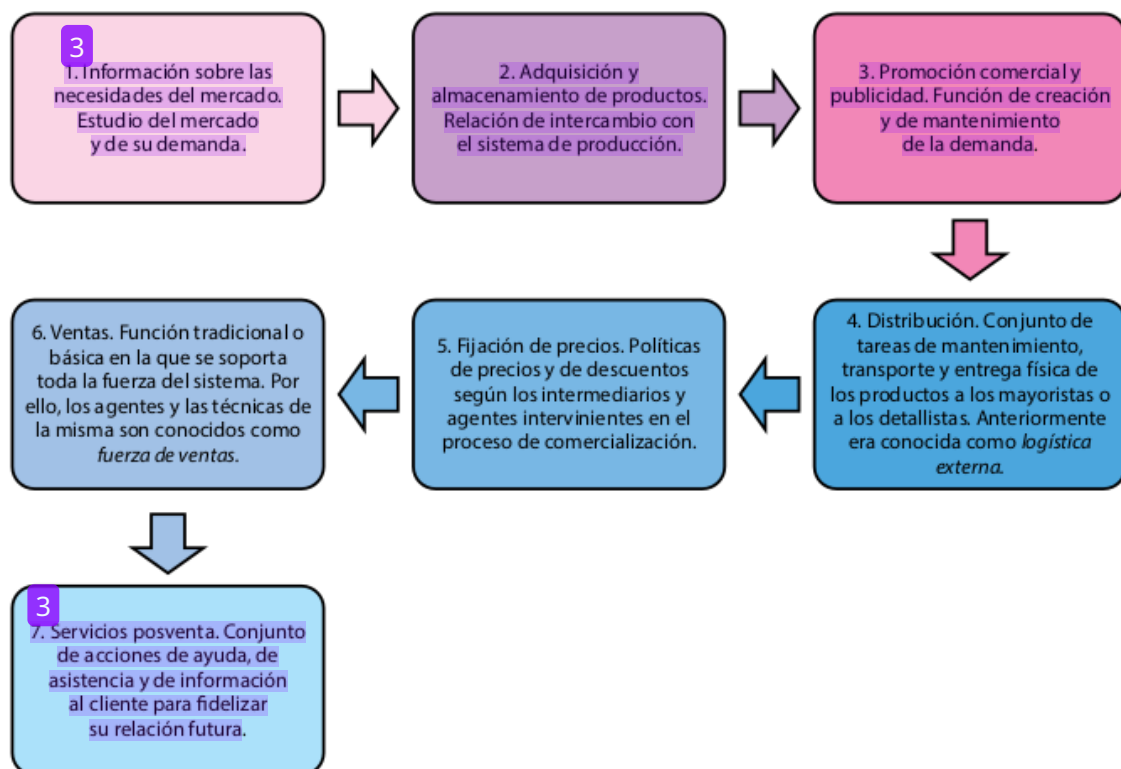 3
1. Información sobre las
necesidades del mercado.
Estudio del mercado
y de su demanda.
2. Adquisición y
almacenamiento de productos.
Relación de intercambio con
el sistema de producción.
3. Promoción comercial y
publicidad. Función de creación
y de mantenimiento
de la demanda.
4. Distribución. Conjunto de
tareas de mantenimiento,
transporte y entrega física de
los productos a los mayoristas o
a los detallistas. Anteriormente
era conocida como logística
externa.
5. Fijación de precios. Políticas
de precios y de descuentos
según los intermediarios y
agentes intervinientes en el
proceso de comercialización.
6. Ventas. Función tradicional o
básica en la que se soporta
toda la fuerza del sistema. Por
ello, los agentes y las técnicas de
la misma son conocidos como
fuerza de ventas.
3
7. Servicios posventa. Conjunto
de acciones de ayuda, de
asistencia y de información
al cliente para fidelizar
su relación futura.